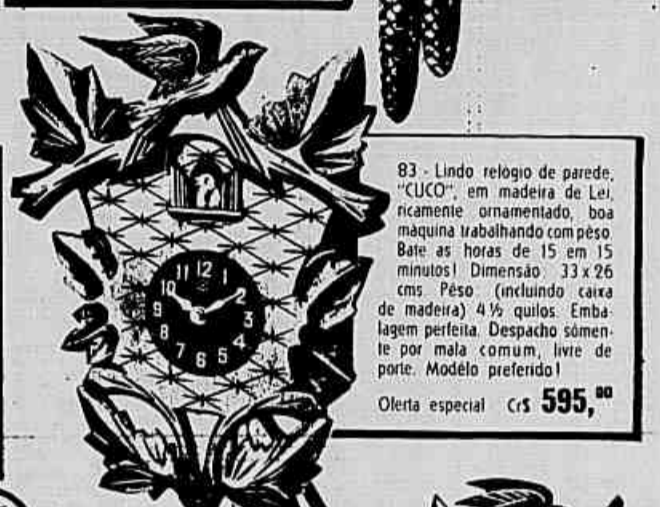 83 - Lindo relógio de parede,
"CUCO", em madeira de Lei,
ricamente ornamentado, boa
maquina trabalhando com pêso.
Bate as horas de 15 em 15
minutos! Dimensão 33 x 26
cms Pêso (incluindo caixa
de madeira) 4 ½ quilos Emba-
lagem perfeita. Despacho sómen-
te por mala comum, livre de
porte. Modêlo preferido!
Oferta especial Cr$ 595,00
11 12 1
10 2
9 3
8 4
7 6 5